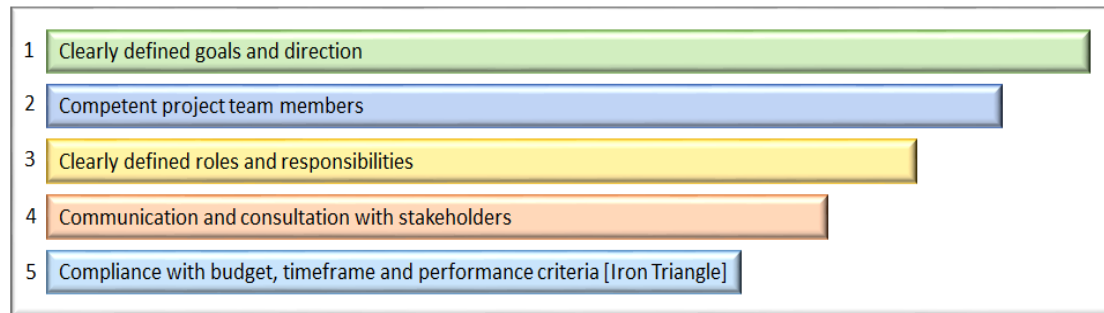 1 Clearly defined goals and direction
2 Competent project team members
3 Clearly defined roles and responsibilities
4 Communication and consultation with stakeholders
5 Compliance with budget, timeframe and performance criteria [Iron Triangle]